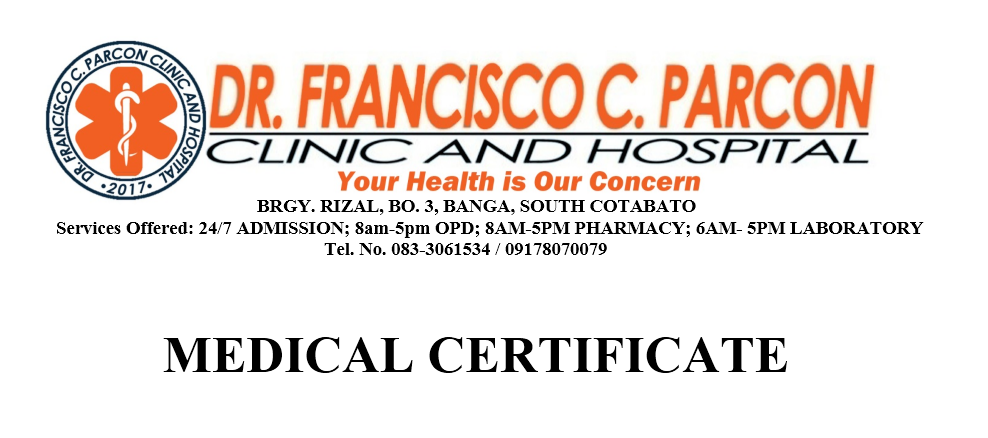 DR. FRANCISCO C. PARCON CLINIC AND HOSPITAL
• 2017 •
DR. FRANCISCO C. PARCON
CLINIC AND HOSPITAL
Your Health is Our Concern
BRGY. RIZAL, BO. 3, BANGA, SOUTH COTABATO
Services Offered: 24/7 ADMISSION; 8am-5pm OPD; 8AM-5PM PHARMACY; 6AM- 5PM LABORATORY
Tel. No. 083-3061534 / 09178070079
MEDICAL CERTIFICATE